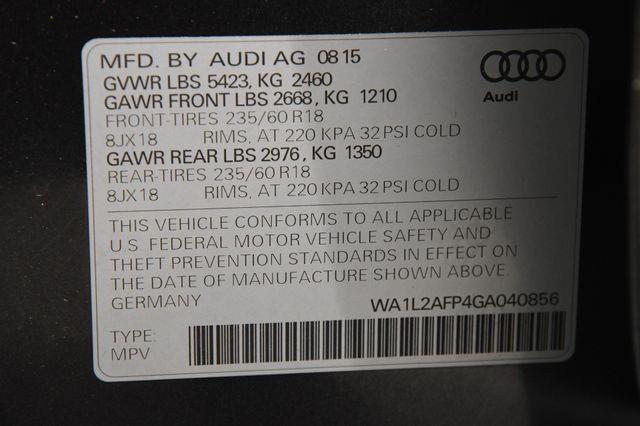 MFD. BY AUDI AG 08 15
GVWR LBS 5423, KG 2460
GAWR FRONT LBS 2668, KG 1210
FRONT-TIRES 235/60 R18
8JX18 RIMS, AT 220 KPA 32 PSI COLD
GAWR REAR LBS 2976, KG 1350
REAR-TIRES 235/60 R18
8JX18 RIMS, AT 220 KPA 32 PSI COLD
Audi
THIS VEHICLE CONFORMS TO ALL APPLICABLE
U.S. FEDERAL MOTOR VEHICLE SAFETY AND
THEFT PREVENTION STANDARDS IN EFFECT ON
THE DATE OF MANUFACTURE SHOWN ABOVE.
GERMANY WA1L2AFP4GA040856
TYPE:
MPV